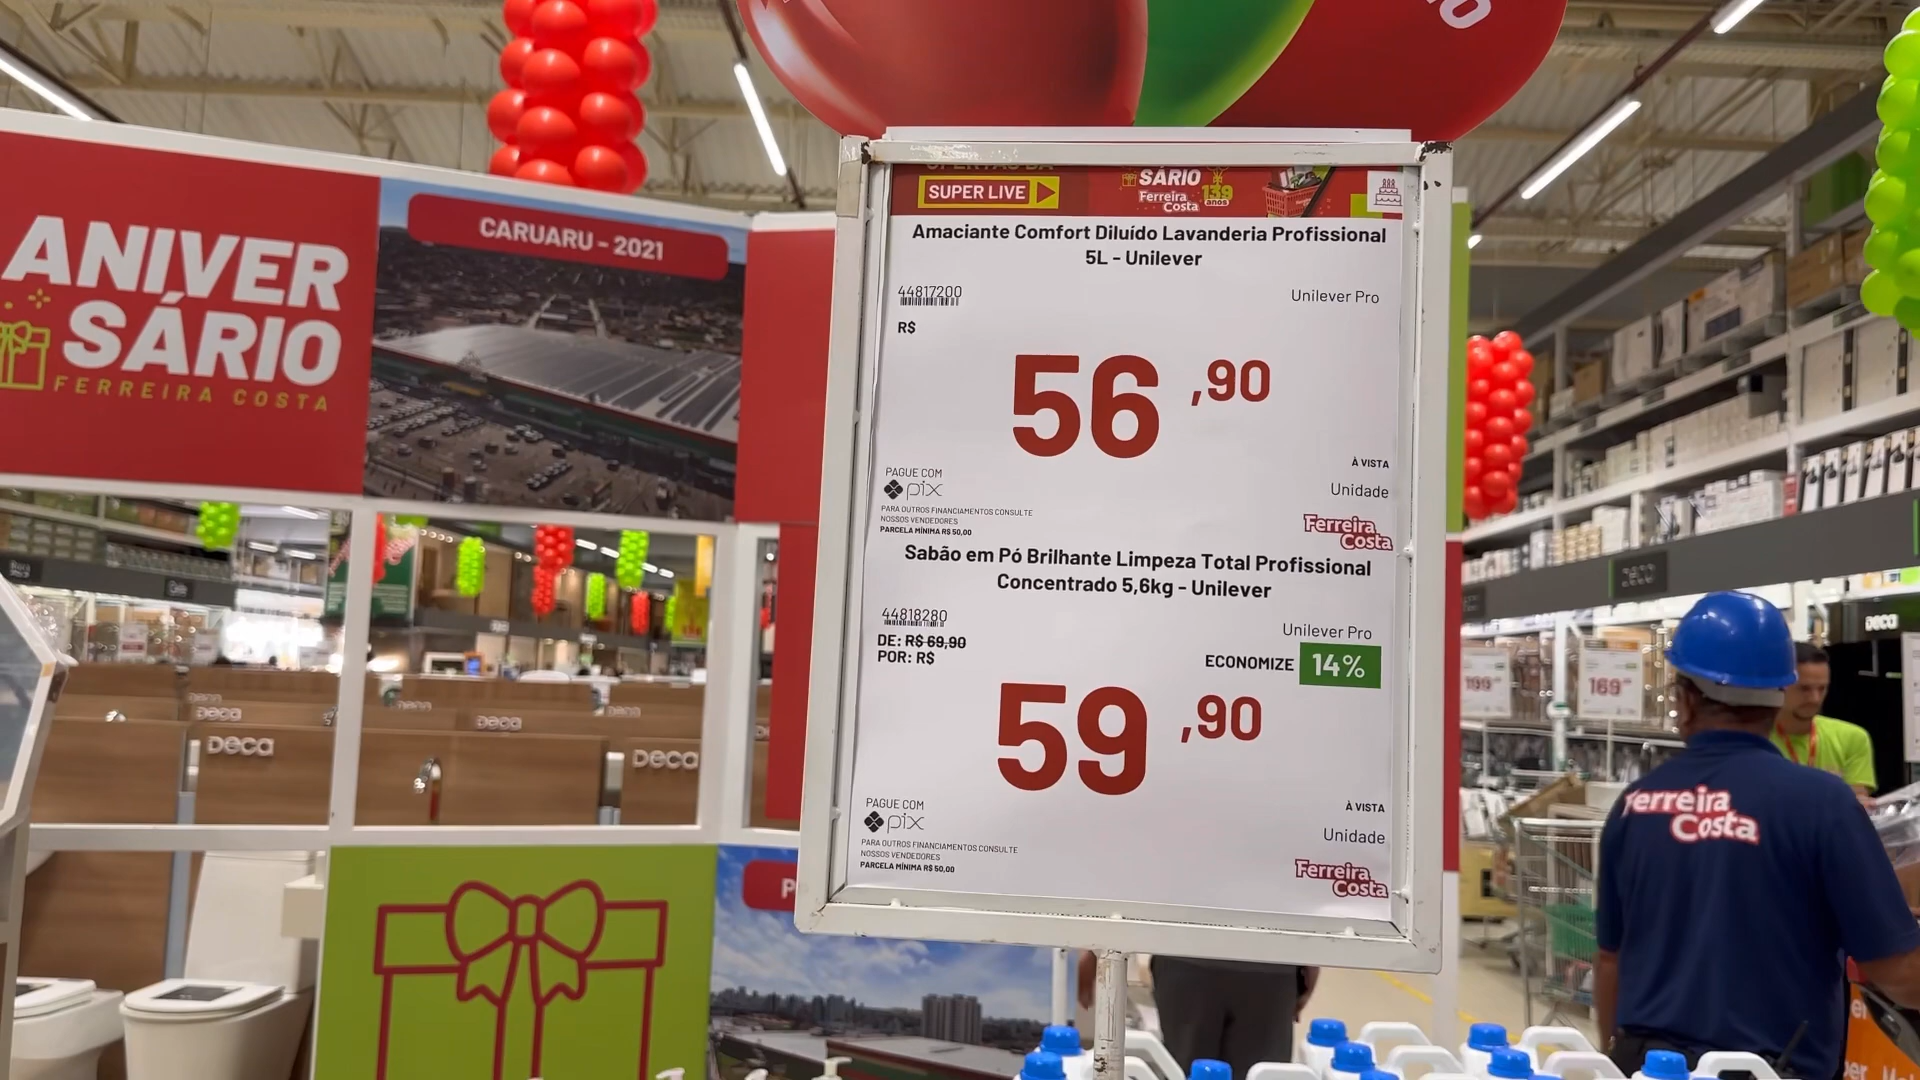 ANIVER
SÁRIO
FERREIRA COSTA
CARUARU - 2021
SUPER LIVE
SÁRIO
Ferreira
Costa
139
anos
Amaciante Comfort Diluído Lavanderia Profissional
5L - Unilever
44817200
Unilever Pro
R$
56,90
À VISTA
Unidade
PAGUE COM
pix
PARA OUTROS FINANCIAMENTOS CONSULTE
NOSSOS VENDEDORES
PARCELA MÍNIMA R$ 50,00
Ferreira
Costa
Sabão em Pó Brilhante Limpeza Total Profissional
Concentrado 5,6kg - Unilever
44818280
Unilever Pro
DE: R$ 69,90
POR: R$
ECONOMIZE 14%
59,90
À VISTA
Unidade
PAGUE COM
pix
PARA OUTROS FINANCIAMENTOS CONSULTE
NOSSOS VENDEDORES
PARCELA MÍNIMA R$ 50,00
Ferreira
Costa
Deca
Deca
Deca
Deca
Deca
199
169
Ferreira
Costa